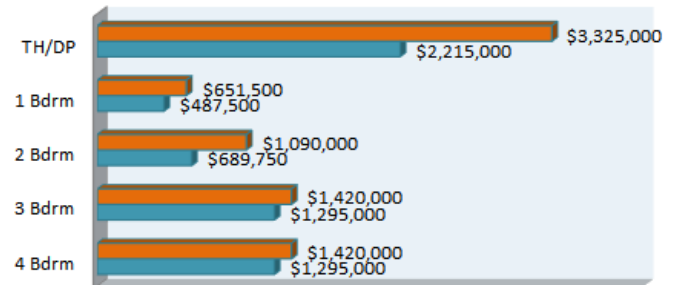 TH/DP
$3,325,000
$2,215,000
1 Bdrm
$651,500
$487,500
2 Bdrm
$1,090,000
$689,750
3 Bdrm
$1,420,000
$1,295,000
4 Bdrm
$1,420,000
$1,295,000